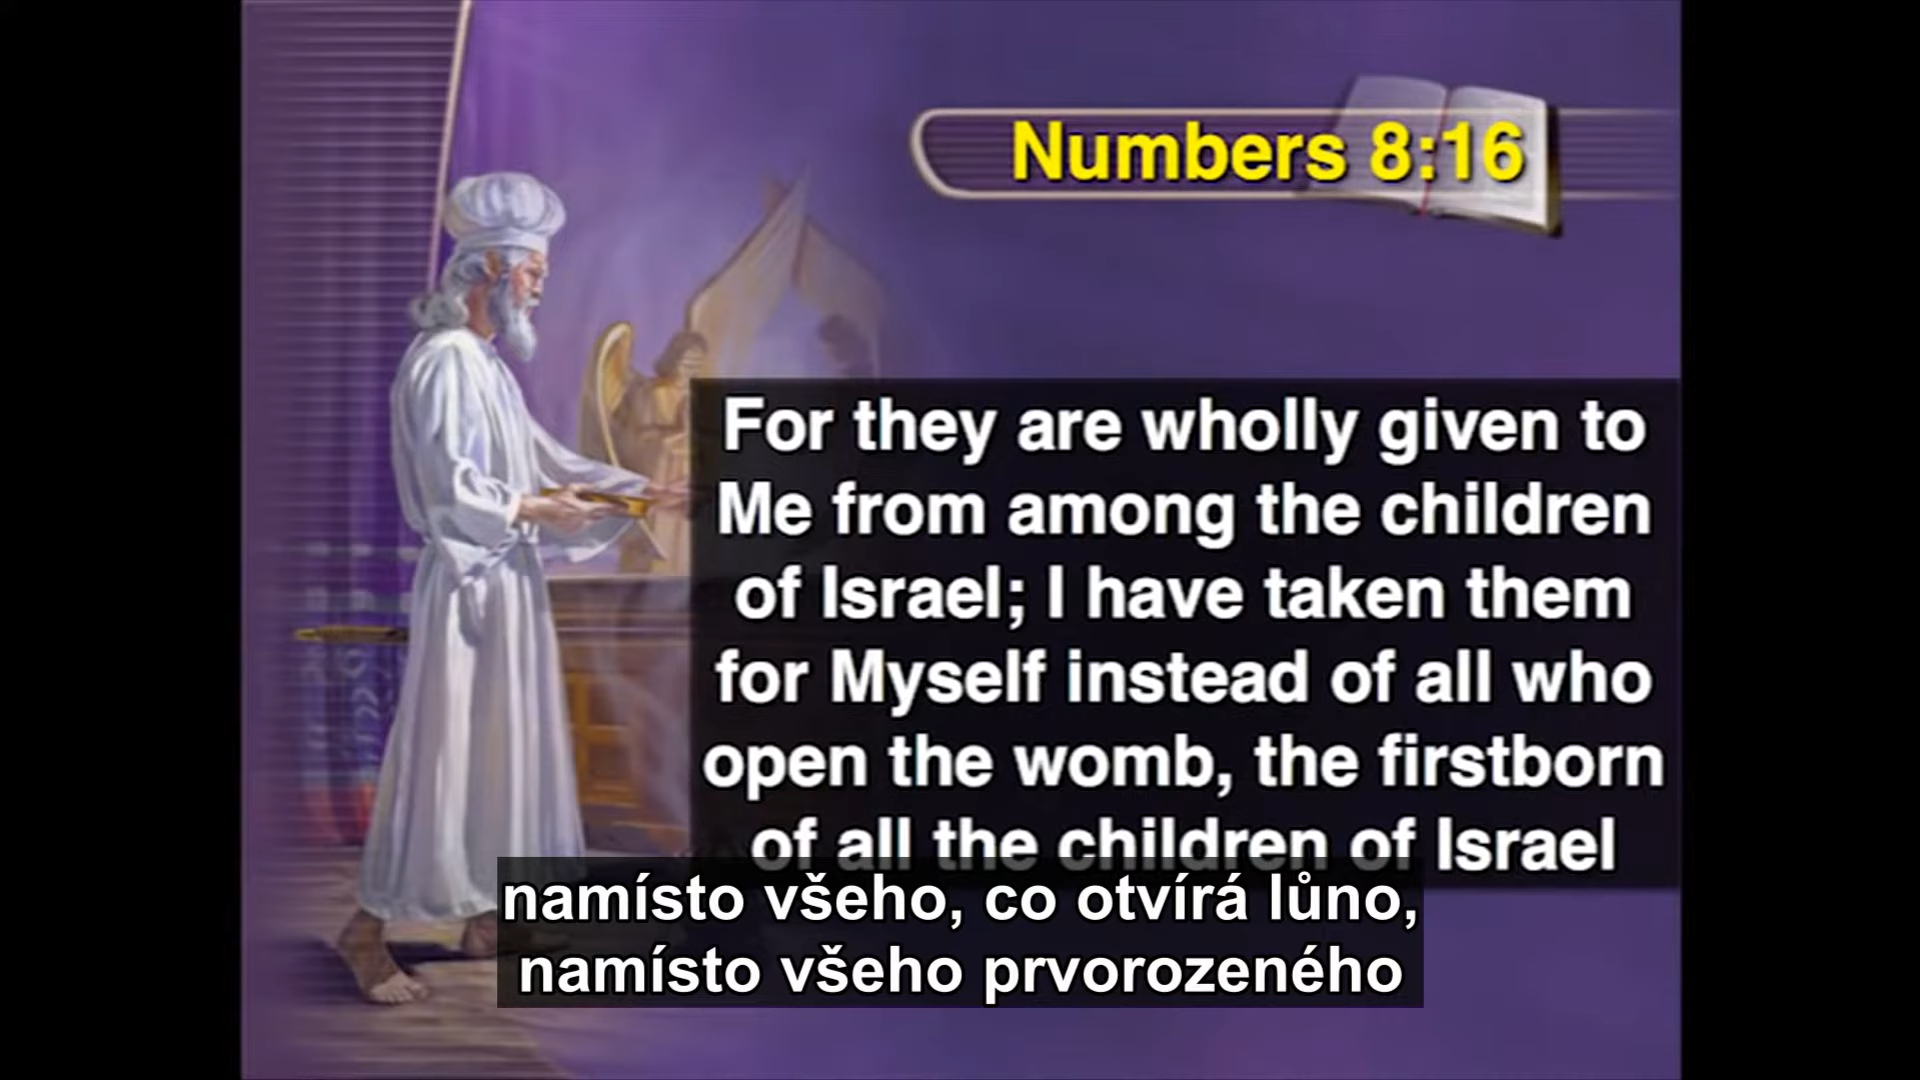 Numbers 8:16
For they are wholly given to
Me from among the children
of Israel; I have taken them
for Myself instead of all who
open the womb, the firstborn
of all the children of Israel
namísto všeho, co otvírá lůno,
namísto všeho prvorozeného